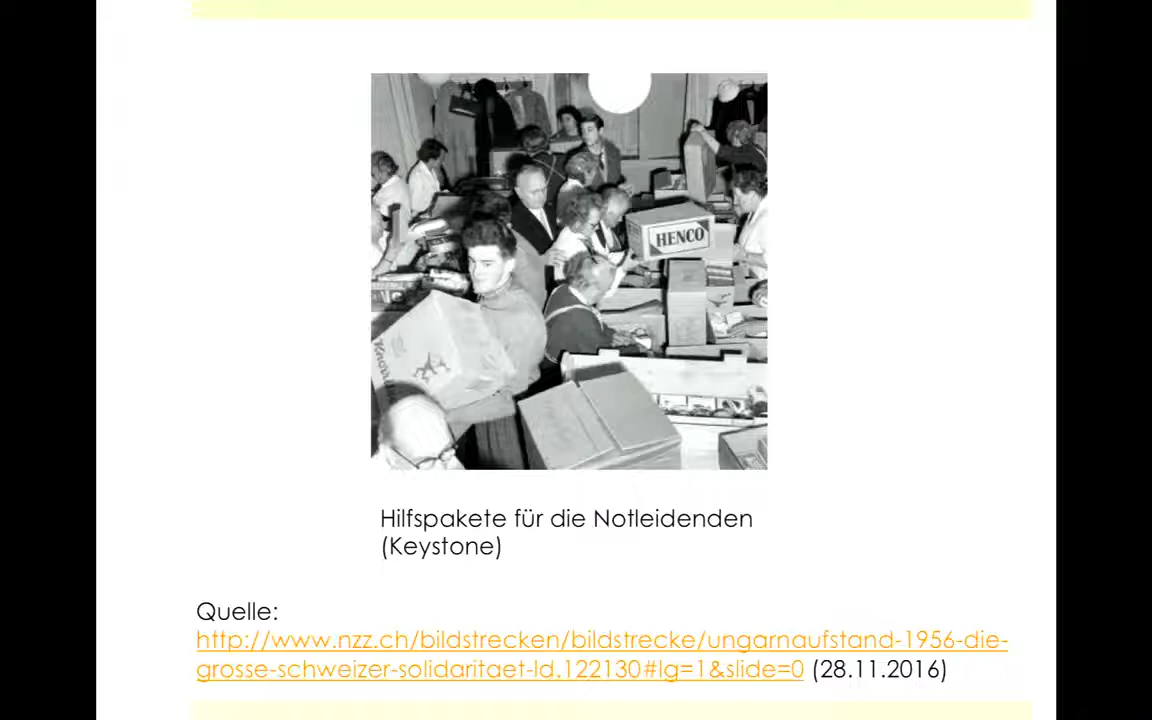 HENCO
Knorr
Hilfspakete für die Notleidenden
(Keystone)
Quelle:
http://www.nzz.ch/bildstrecken/bildstrecke/ungarnaufstand-1956-die-
grosse-schweizer-solidaritaet-ld.122130#lg=1&slide=0 (28.11.2016)